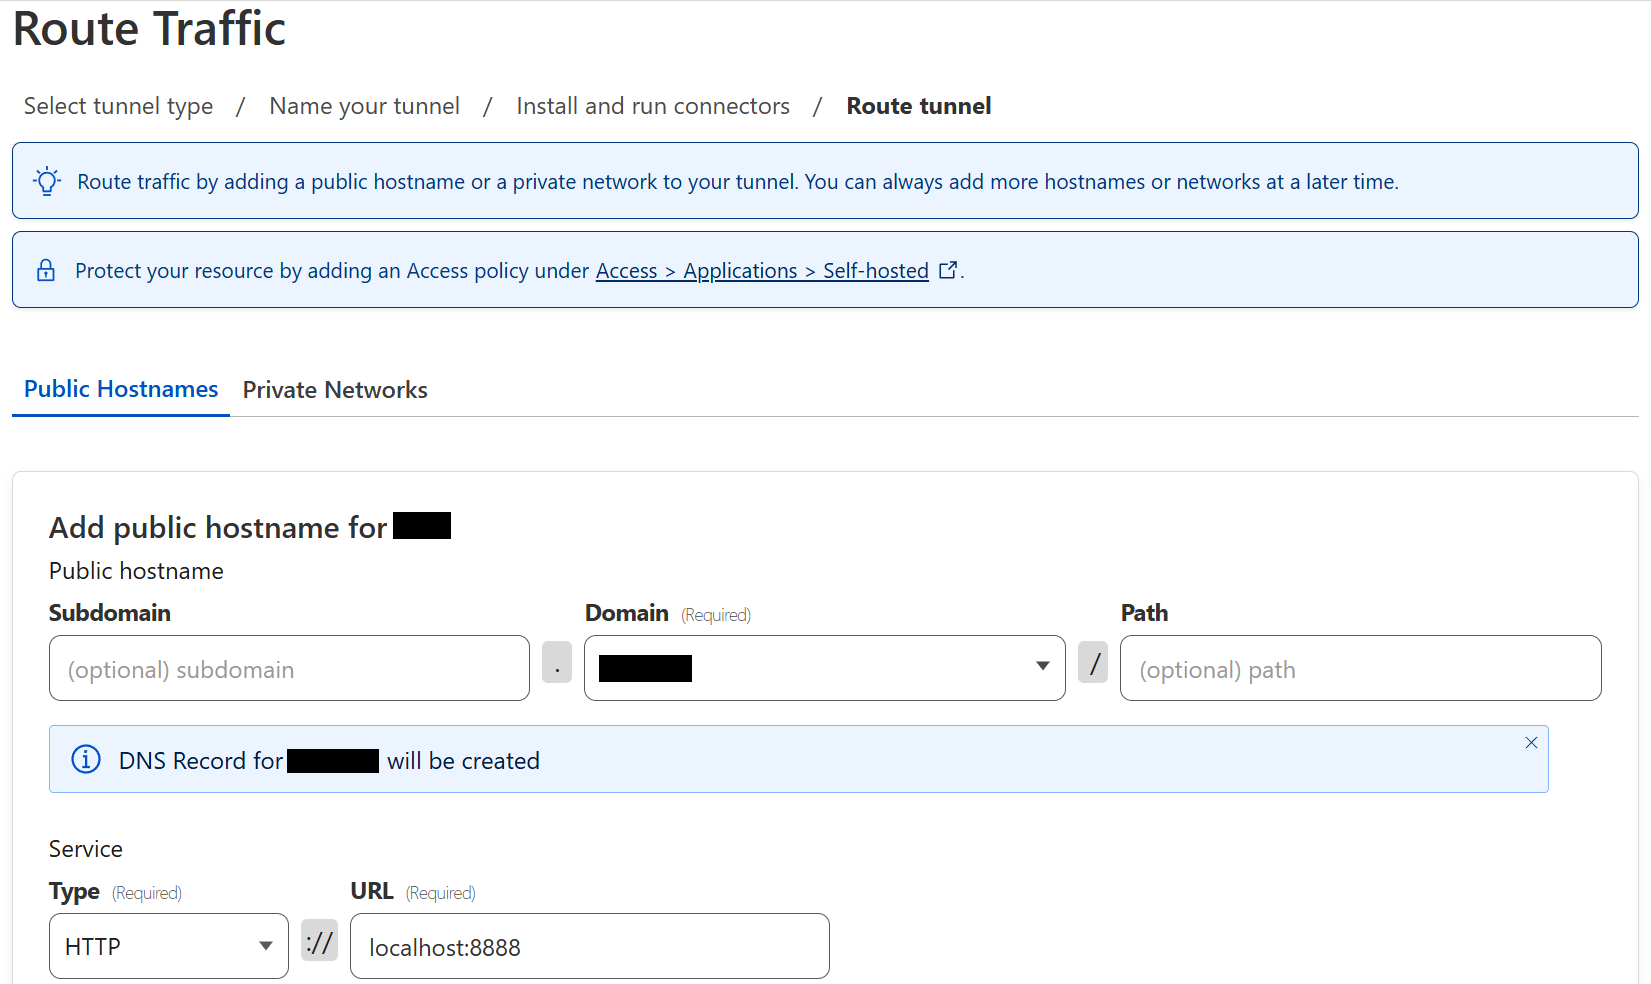 Route Traffic
Select tunnel type / Name your tunnel / Install and run connectors / Route tunnel
Route traffic by adding a public hostname or a private network to your tunnel. You can always add more hostnames or networks at a later time.
Protect your resource by adding an Access policy under Access > Applications > Self-hosted .
Public Hostnames Private Networks
Add public hostname for
Public hostname
Subdomain Domain (Required) Path
(optional) subdomain . / (optional) path
DNS Record for will be created
Service
Type (Required) URL (Required)
HTTP :// localhost:8888